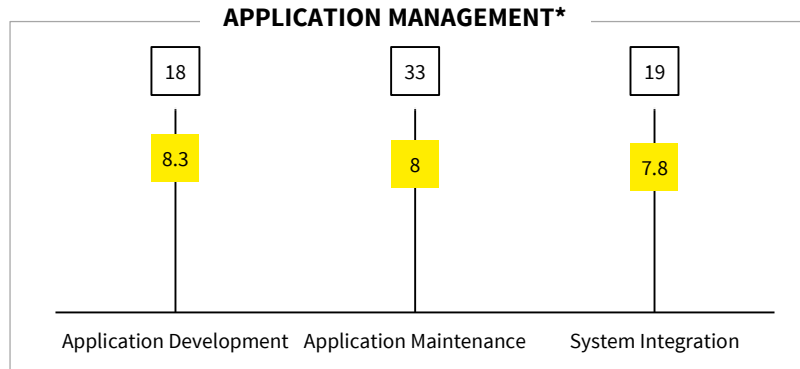 APPLICATION MANAGEMENT*
18 33 19
8.3 8 7.8
Application Development Application Maintenance System Integration